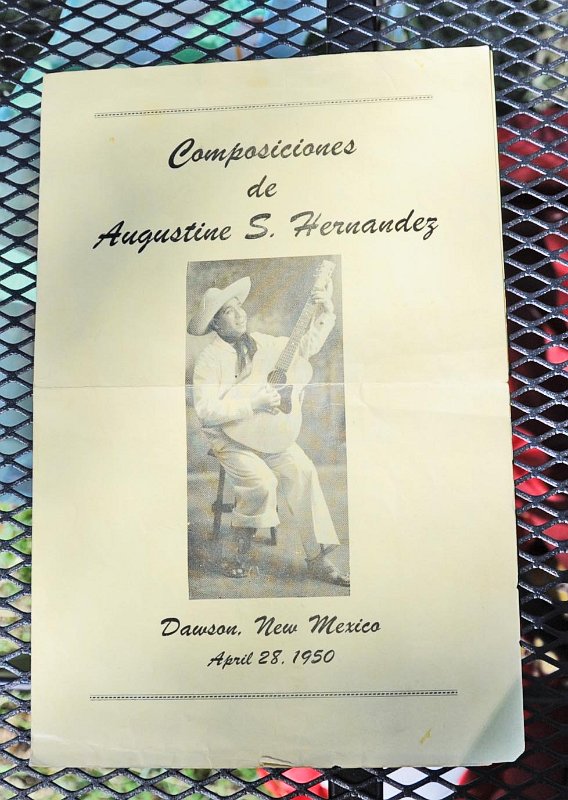 Composiciones
de
Augustine S. Hernandez
Dawson, New Mexico
April 28, 1950